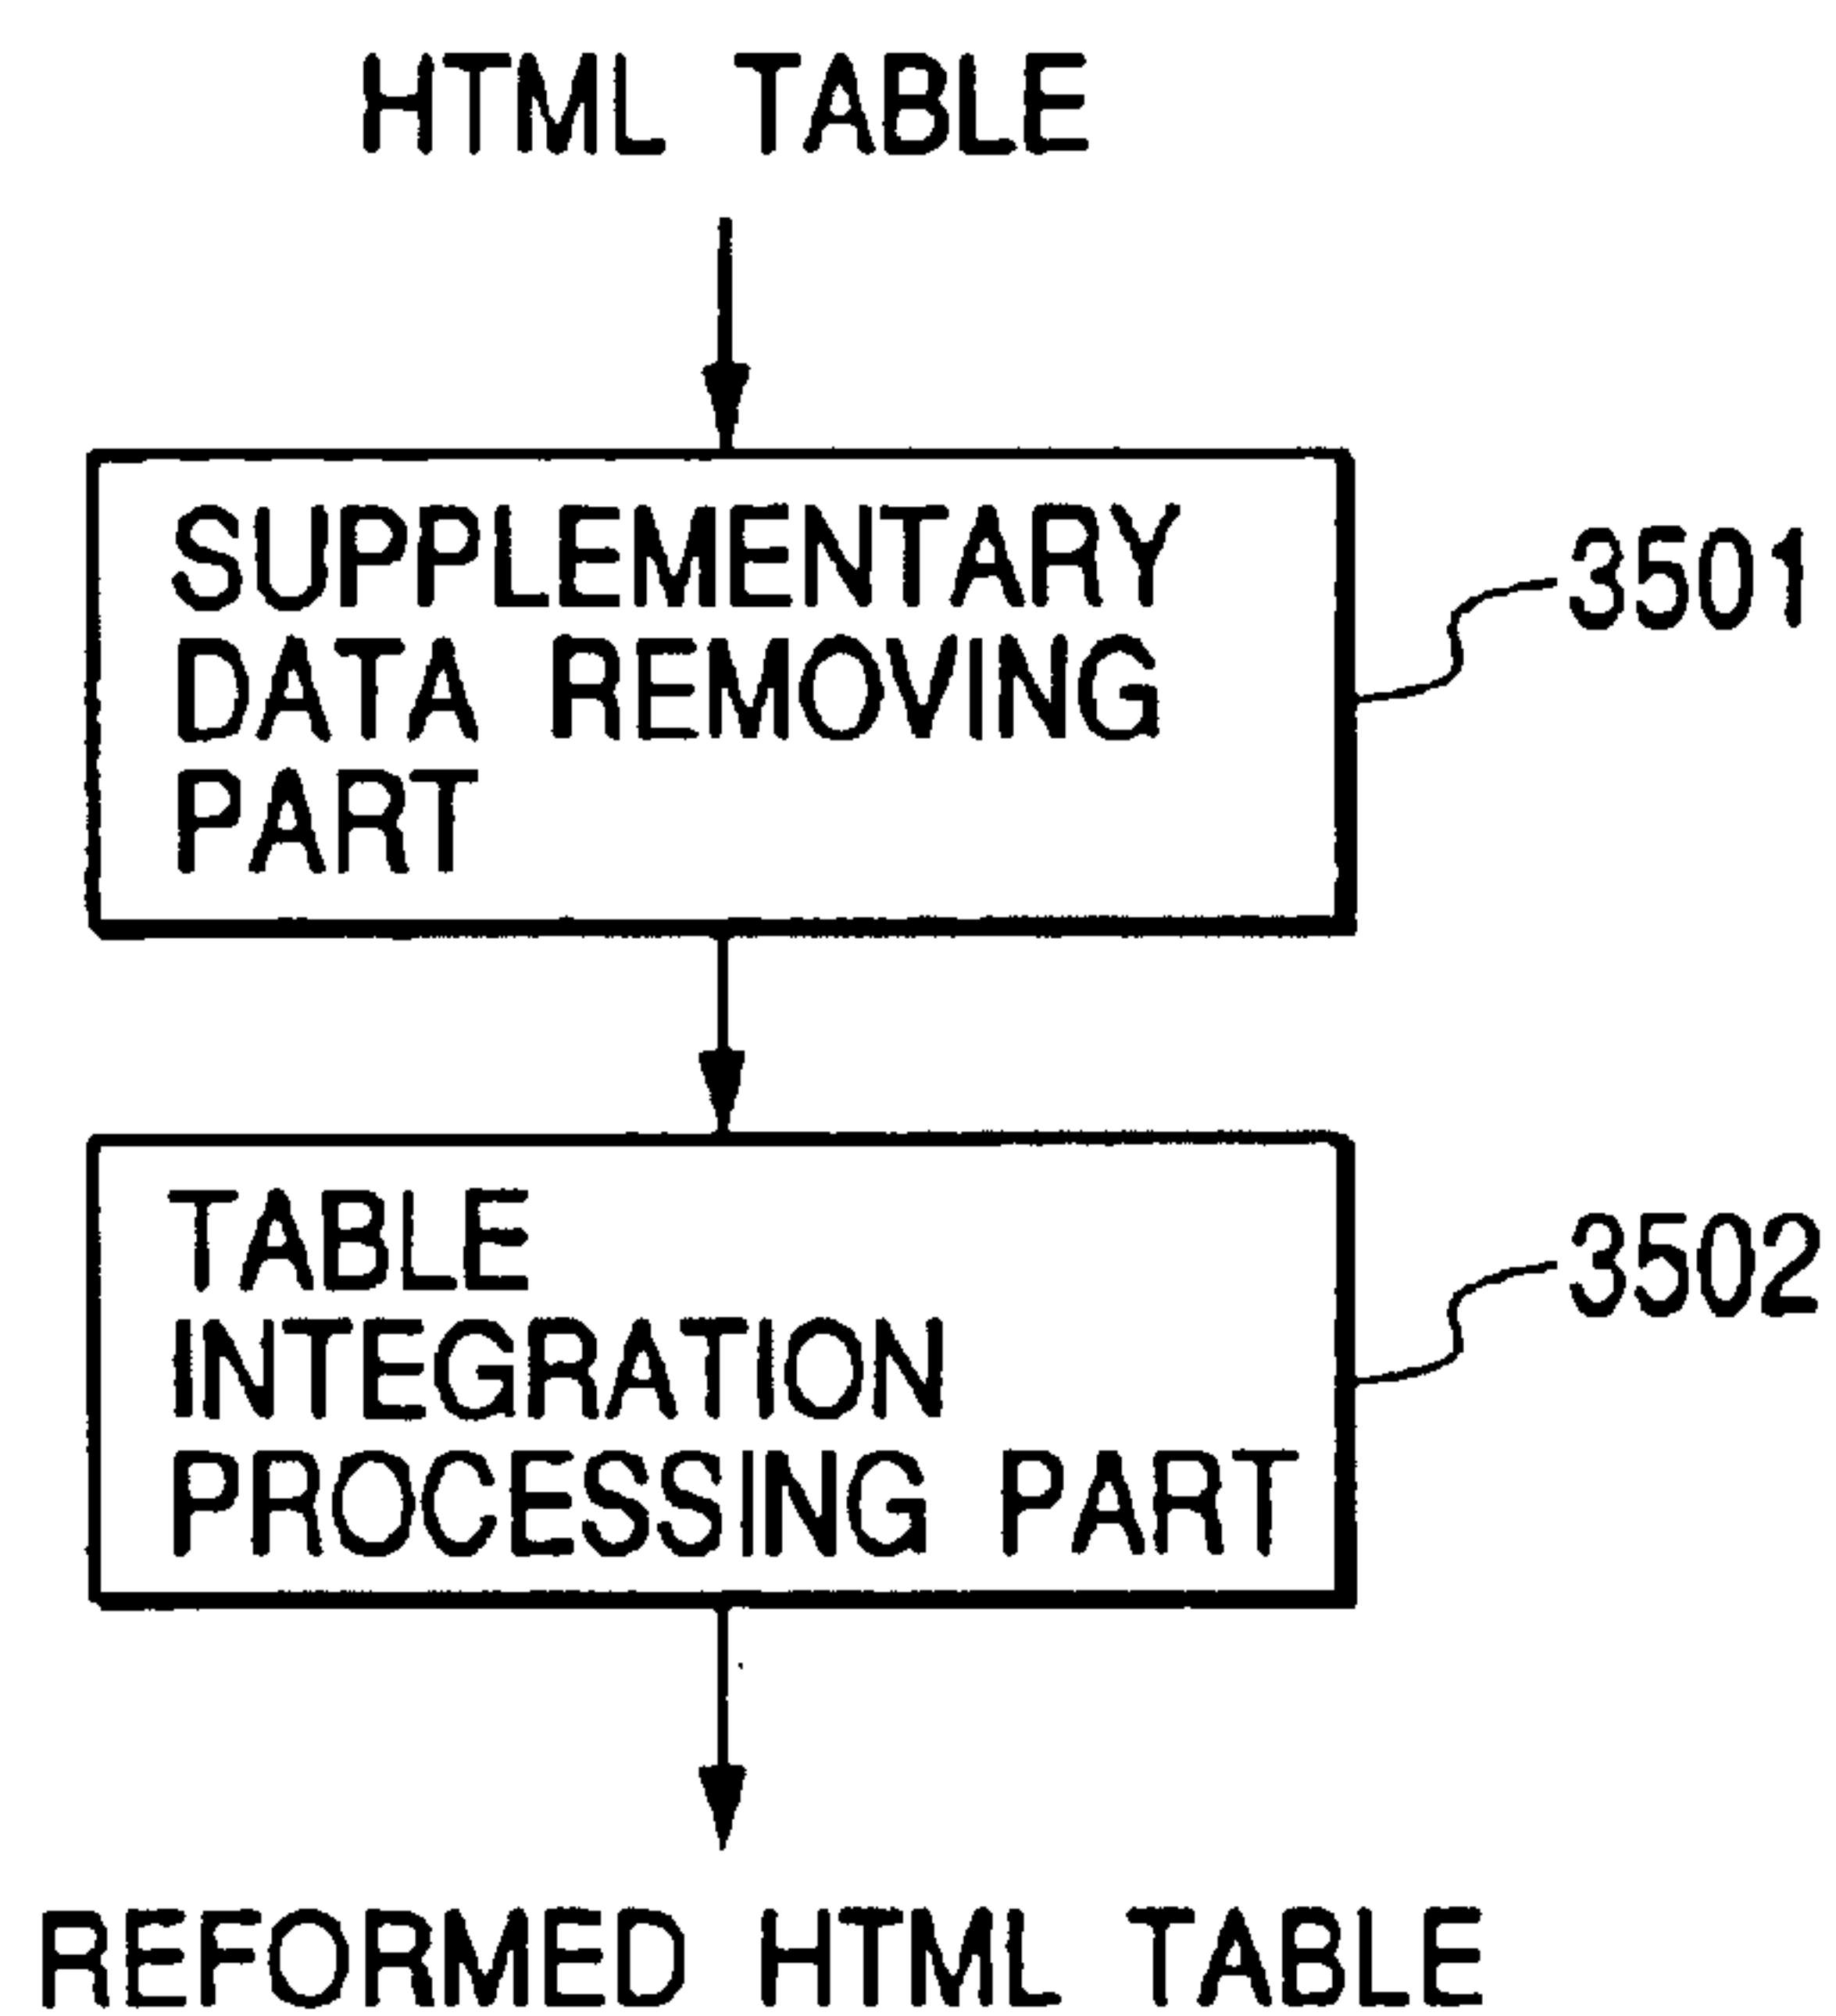 HTML TABLE
SUPPLEMENTARY
DATA REMOVING
PART
3501
TABLE
INTEGRATION
PROCESSING PART
3502
REFORMED HTML TABLE